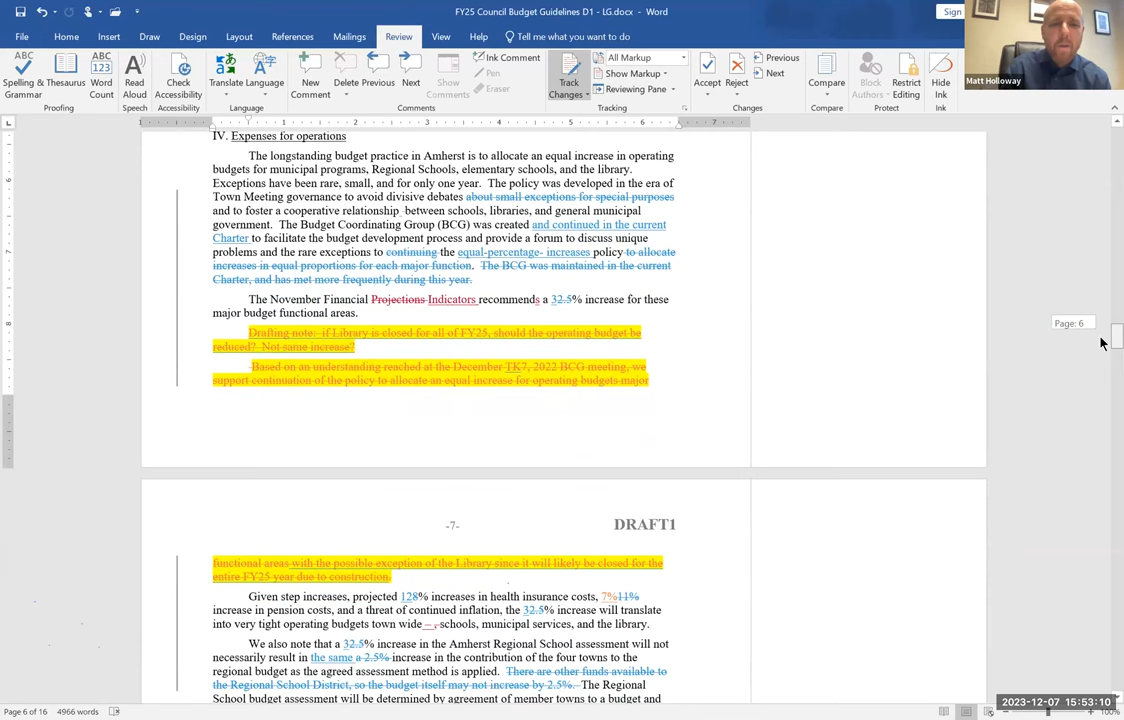 FY25 Council Budget Guidelines D1 - LG.docx - Word
Sign
File Home Insert Draw Design Layout References Mailings Review View Help Tell me what you want to do
ABC ABC 123
Spelling & Grammar Thesaurus Word Count Read Aloud Check Accessibility Translate Language New Comment Delete Previous Next Show Comments Ink Comment Pen Eraser Track Changes All Markup Show Markup Reviewing Pane Accept Reject Previous Next Compare Block Authors Restrict Editing Hide Ink
Proofing Speech Accessibility Language Comments Tracking Changes Compare Protect Ink
Matt Holloway
1 1 2 3 4 5 6 7
IV. Expenses for operations
The longstanding budget practice in Amherst is to allocate an equal increase in operating
budgets for municipal programs, Regional Schools, elementary schools, and the library.
Exceptions have been rare, small, and for only one year. The policy was developed in the era of
Town Meeting governance to avoid divisive debates about small exceptions for special purposes
and to foster a cooperative relationship between schools, libraries, and general municipal
government. The Budget Coordinating Group (BCG) was created and continued in the current
Charter to facilitate the budget development process and provide a forum to discuss unique
problems and the rare exceptions to continuing the equal-percentage- increases policy to allocate
increases in equal proportions for each major function. The BCG was maintained in the current
Charter, and has met more frequently during this year.
The November Financial Projections Indicators recommends a 32.5% increase for these
major budget functional areas.
Drafting note: if Library is closed for all of FY25, should the operating budget be
reduced? Not same increase?
Based on an understanding reached at the December TK7, 2022 BCG meeting, we
support continuation of the policy to allocate an equal increase for operating budgets major
Page: 6
-7- DRAFT1
functional areas with the possible exception of the Library since it will likely be closed for the
entire FY25 year due to construction.
Given step increases, projected 128% increases in health insurance costs, 7%11%
increase in pension costs, and a threat of continued inflation, the 32.5% increase will translate
into very tight operating budgets town wide – , schools, municipal services, and the library.
We also note that a 32.5% increase in the Amherst Regional School assessment will not
necessarily result in the same a 2.5% increase in the contribution of the four towns to the
regional budget as the agreed assessment method is applied. There are other funds available to
the Regional School District, so the budget itself may not increase by 2.5%. The Regional
School budget assessment will be determined by agreement of member towns to a budget and
Page 6 of 16 4966 words 100%
2023-12-07 15:53:10